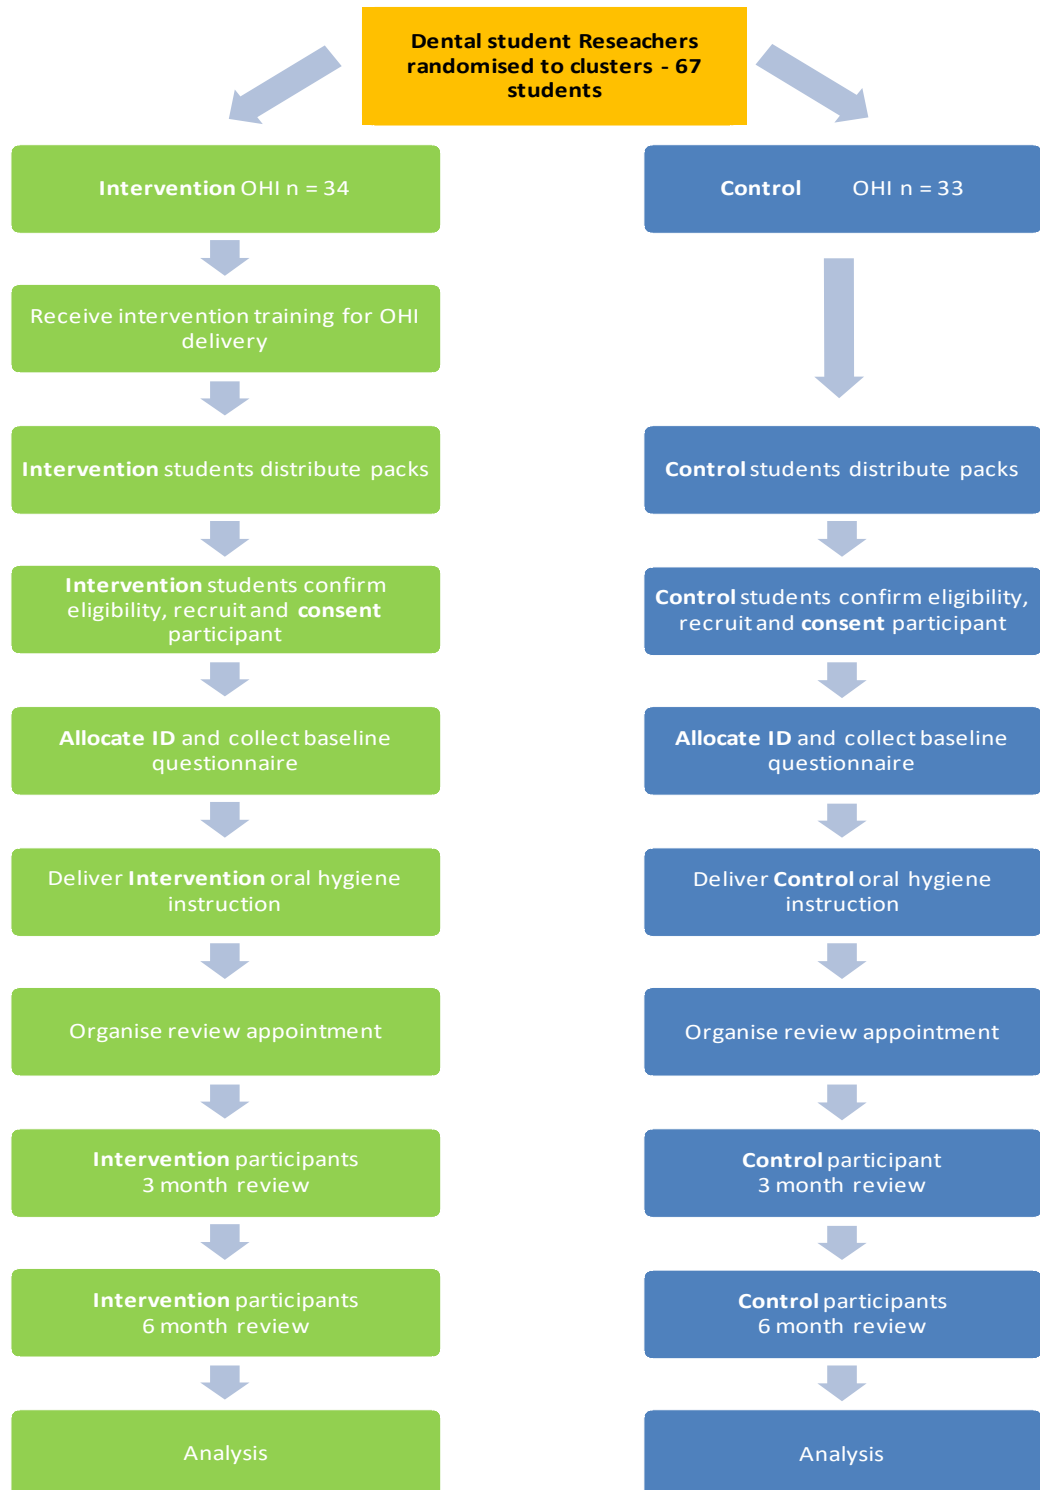 Dental student Reseachers
randomised to clusters - 67
students
Intervention OHI n = 34
Control OHI n = 33
Receive intervention training for OHI
delivery
Intervention students distribute packs
Control students distribute packs
Intervention students confirm
eligibility, recruit and consent
participant
Control students confirm eligibility,
recruit and consent participant
Allocate ID and collect baseline
questionnaire
Allocate ID and collect baseline
questionnaire
Deliver Intervention oral hygiene
instruction
Deliver Control oral hygiene
instruction
Organise review appointment
Organise review appointment
Intervention participants
3 month review
Control participant
3 month review
Intervention participants
6 month review
Control participants
6 month review
Analysis
Analysis